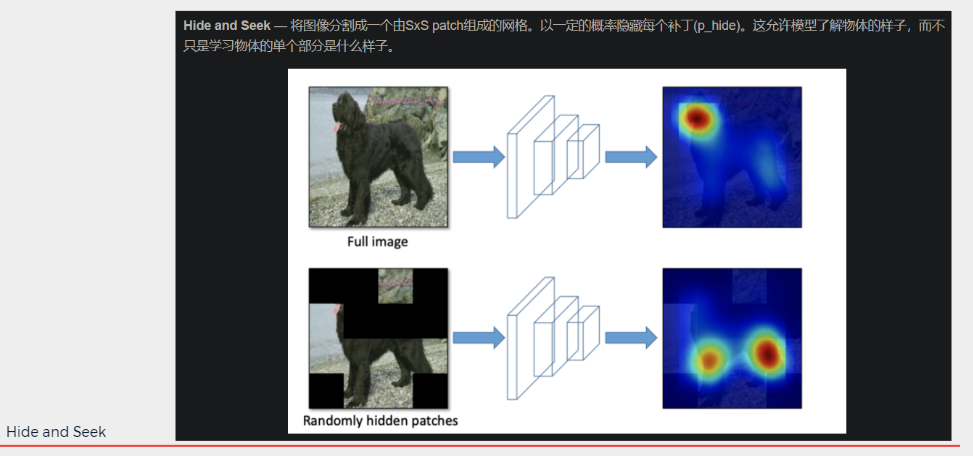 Hide and Seek — 将图像分割成一个由SxS patch组成的网格。以一定的概率隐藏每个补丁(p_hide)。这允许模型了解物体的样子，而不
只是学习物体的单个部分是什么样子。
Full image
Randomly hidden patches
Hide and Seek